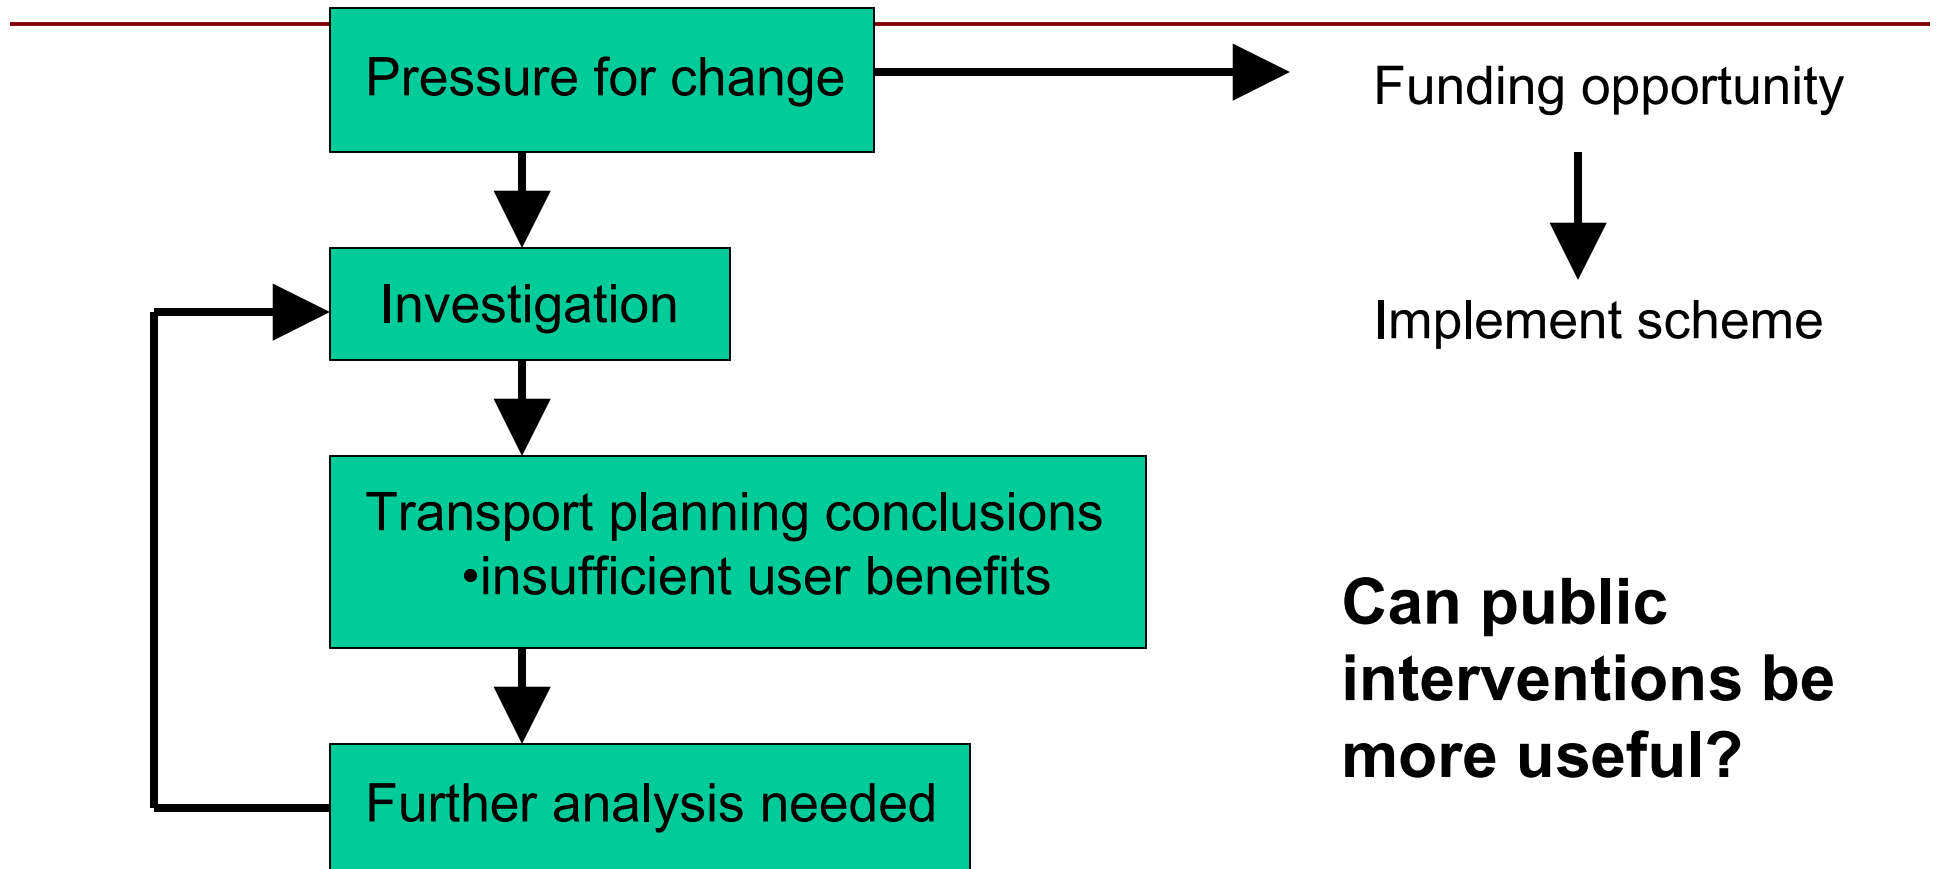 Pressure for change
Funding opportunity
Investigation
Implement scheme
Transport planning conclusions
•insufficient user benefits
Can public
interventions be
more useful?
Further analysis needed